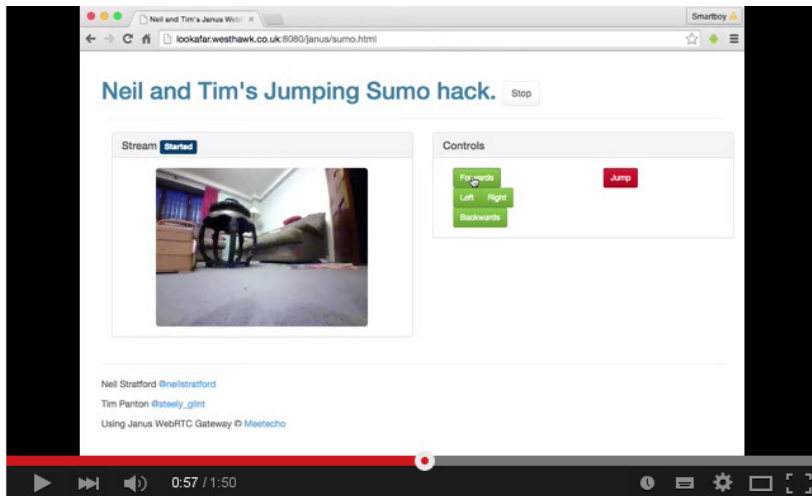 Neil and Tim's Janus Web
Smartboy
lookafar.westhawk.co.uk:8080/janus/sumo.html
Neil and Tim's Jumping Sumo hack. Stop
Stream Started
Controls
Forwards
Jump
Left Right
Backwards
Neil Stratford @neilstratford
Tim Panton @steely_glint
Using Janus WebRTC Gateway © Meetecho
0:57 / 1:50